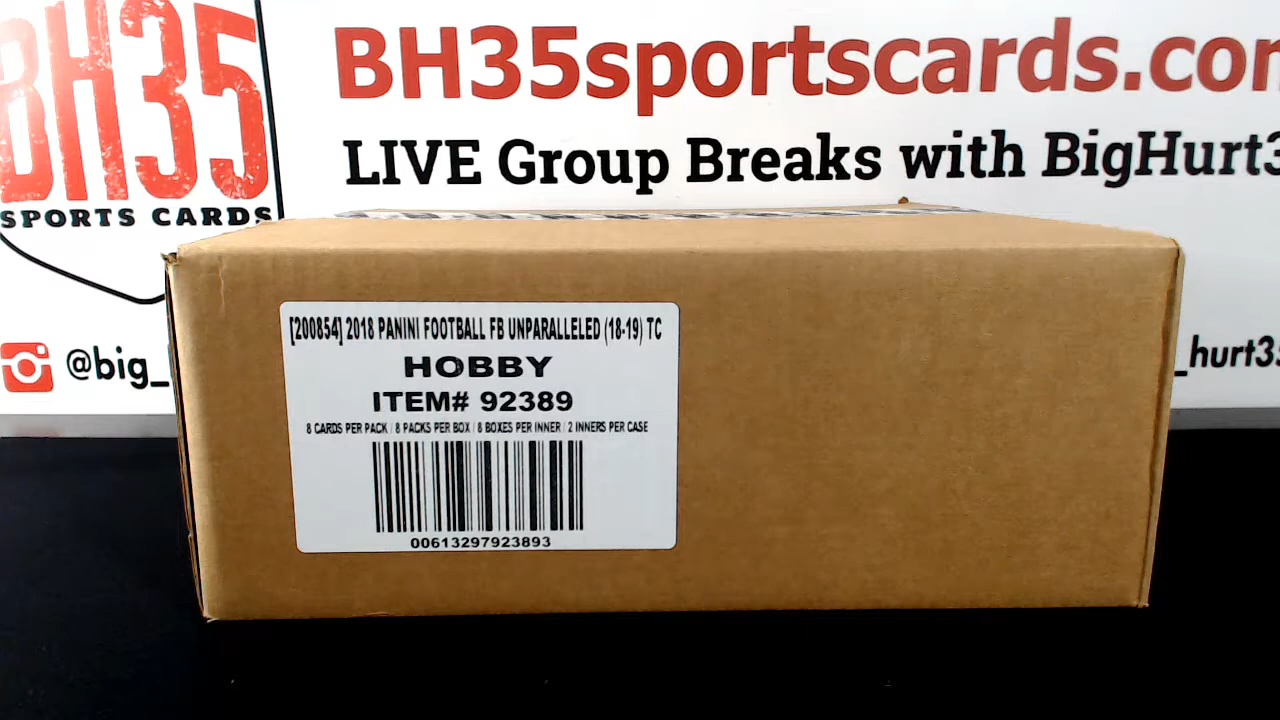 BH35
SPORTS CARDS
BH35sportscards.com
LIVE Group Breaks with BigHurt3
@big_
_hurt35
[200854] 2018 PANINI FOOTBALL FB UNPARALLELED (18-19) TC
HOBBY
ITEM# 92389
8 CARDS PER PACK / 8 PACKS PER BOX / 8 BOXES PER INNER / 2 INNERS PER CASE
00613297923893